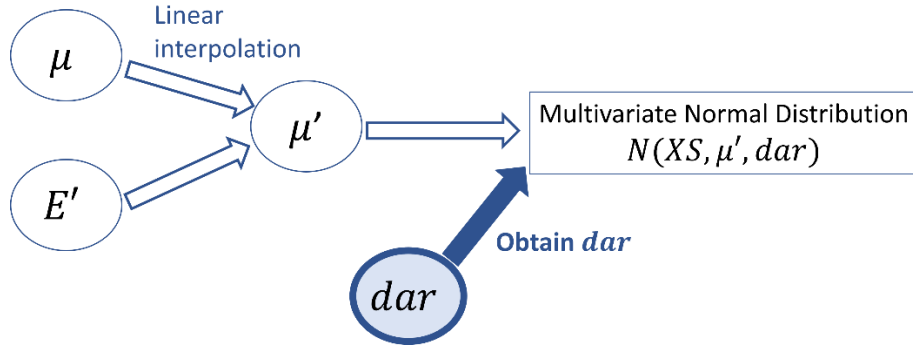 Linear
interpolation
μ
μ'
E'
Multivariate Normal Distribution
N(XS, μ', dar)
Obtain dar
dar